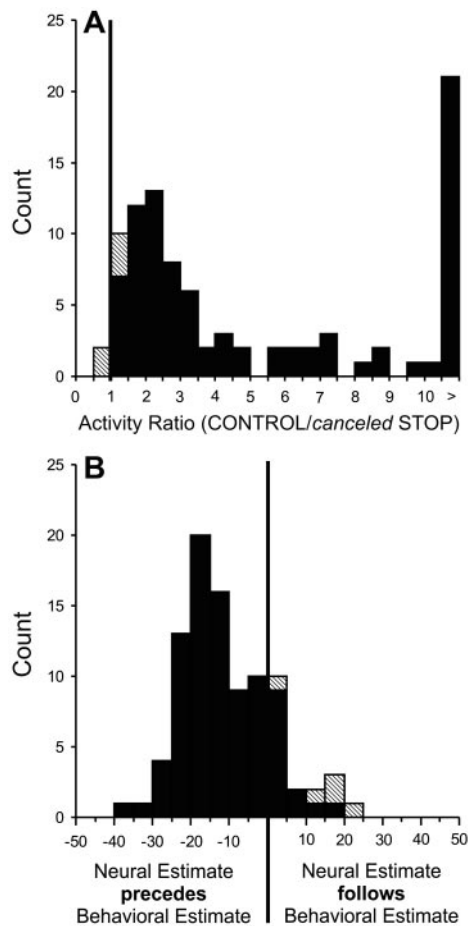 A
25
20
15
10
5
0
Count
0 1 2 3 4 5 6 7 8 9 10 >
Activity Ratio (CONTROL/canceled STOP)
B
25
20
15
10
5
0
Count
-50 -40 -30 -20 -10 10 20 30 40 50
Neural Estimate
precedes
Behavioral Estimate
Neural Estimate
follows
Behavioral Estimate